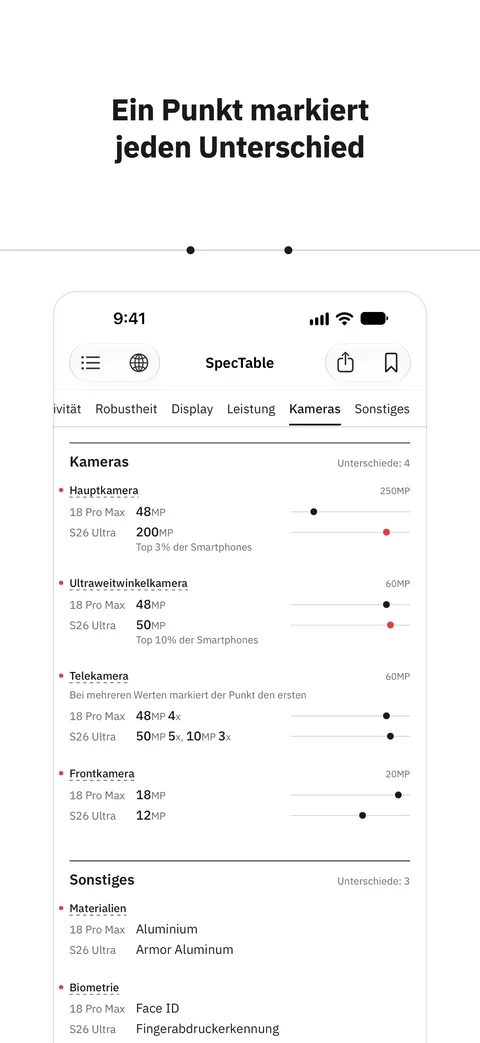 Ein Punkt markiert
jeden Unterschied
9:41
SpecTable
ivität Robustheit Display Leistung Kameras Sonstiges
Kameras Unterschiede: 4
Hauptkamera 250MP
18 Pro Max 48MP
S26 Ultra 200MP
Top 3% der Smartphones
Ultraweitwinkelkamera 60MP
18 Pro Max 48MP
S26 Ultra 50MP
Top 10% der Smartphones
Telekamera 60MP
Bei mehreren Werten markiert der Punkt den ersten
18 Pro Max 48MP 4x
S26 Ultra 50MP 5x, 10MP 3x
Frontkamera 20MP
18 Pro Max 18MP
S26 Ultra 12MP
Sonstiges Unterschiede: 3
Materialien
18 Pro Max Aluminium
S26 Ultra Armor Aluminum
Biometrie
18 Pro Max Face ID
S26 Ultra Fingerabdruckerkennung